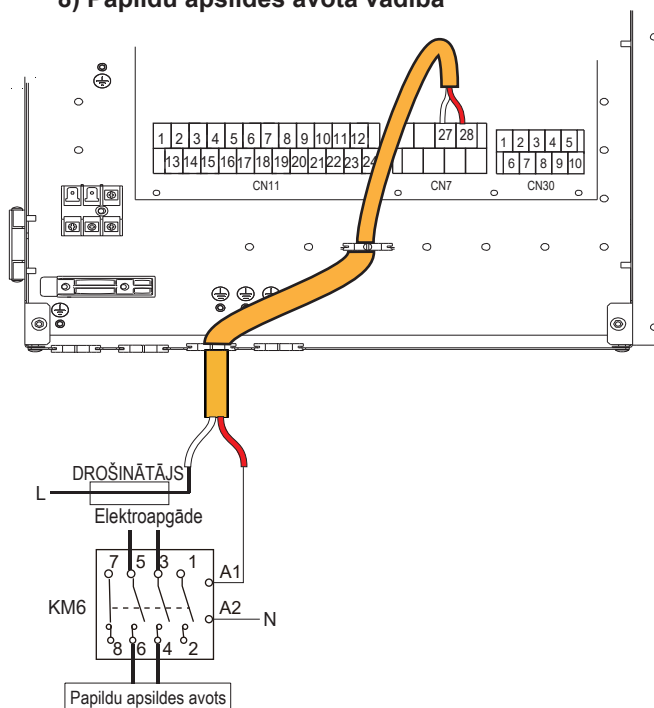 8) Papildu apsildes avota vadība
27 28
1 2 3 4 5 6 7 8 9 10 11 12
1 2 3 4 5
13 14 15 16 17 18 19 20 21 22 23 24
6 7 8 9 10
CN11
CN7
CN30
DROŠINĀTĀJS
L
Elektroapgāde
7 5 3 1
A1
KM6
A2
N
8 6 4 2
Papildu apsildes avots